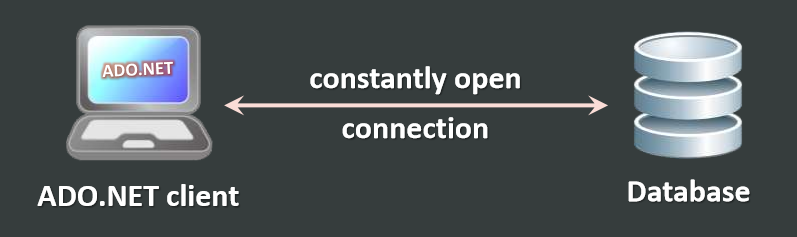 ADO.NET
constantly open
connection
ADO.NET client
Database